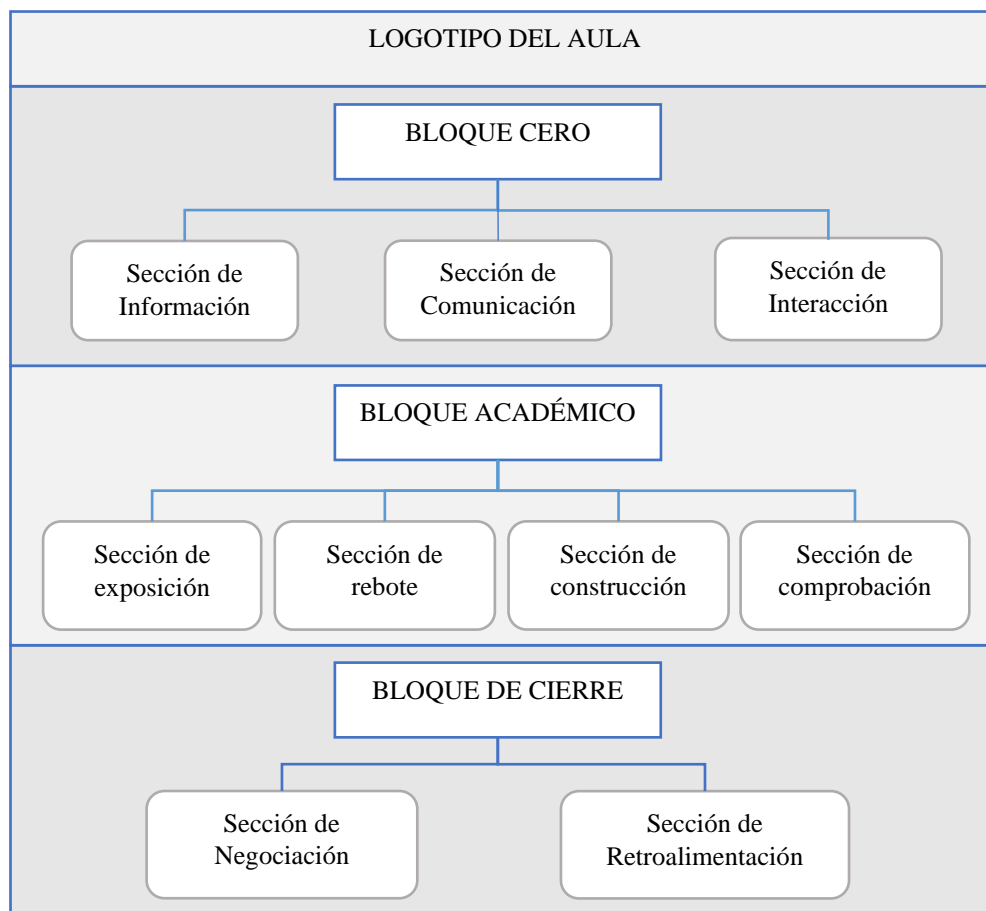 LOGOTIPO DEL AULA
BLOQUE CERO
Sección de
Información
Sección de
Comunicación
Sección de
Interacción
BLOQUE ACADÉMICO
Sección de
exposición
Sección de
rebote
Sección de
construcción
Sección de
comprobación
BLOQUE DE CIERRE
Sección de
Negociación
Sección de
Retroalimentación